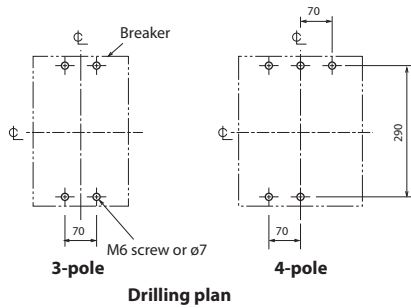 ℄
Breaker
℄
70
M6 screw or ø7
3-pole
70
℄
℄
290
70
4-pole
Drilling plan